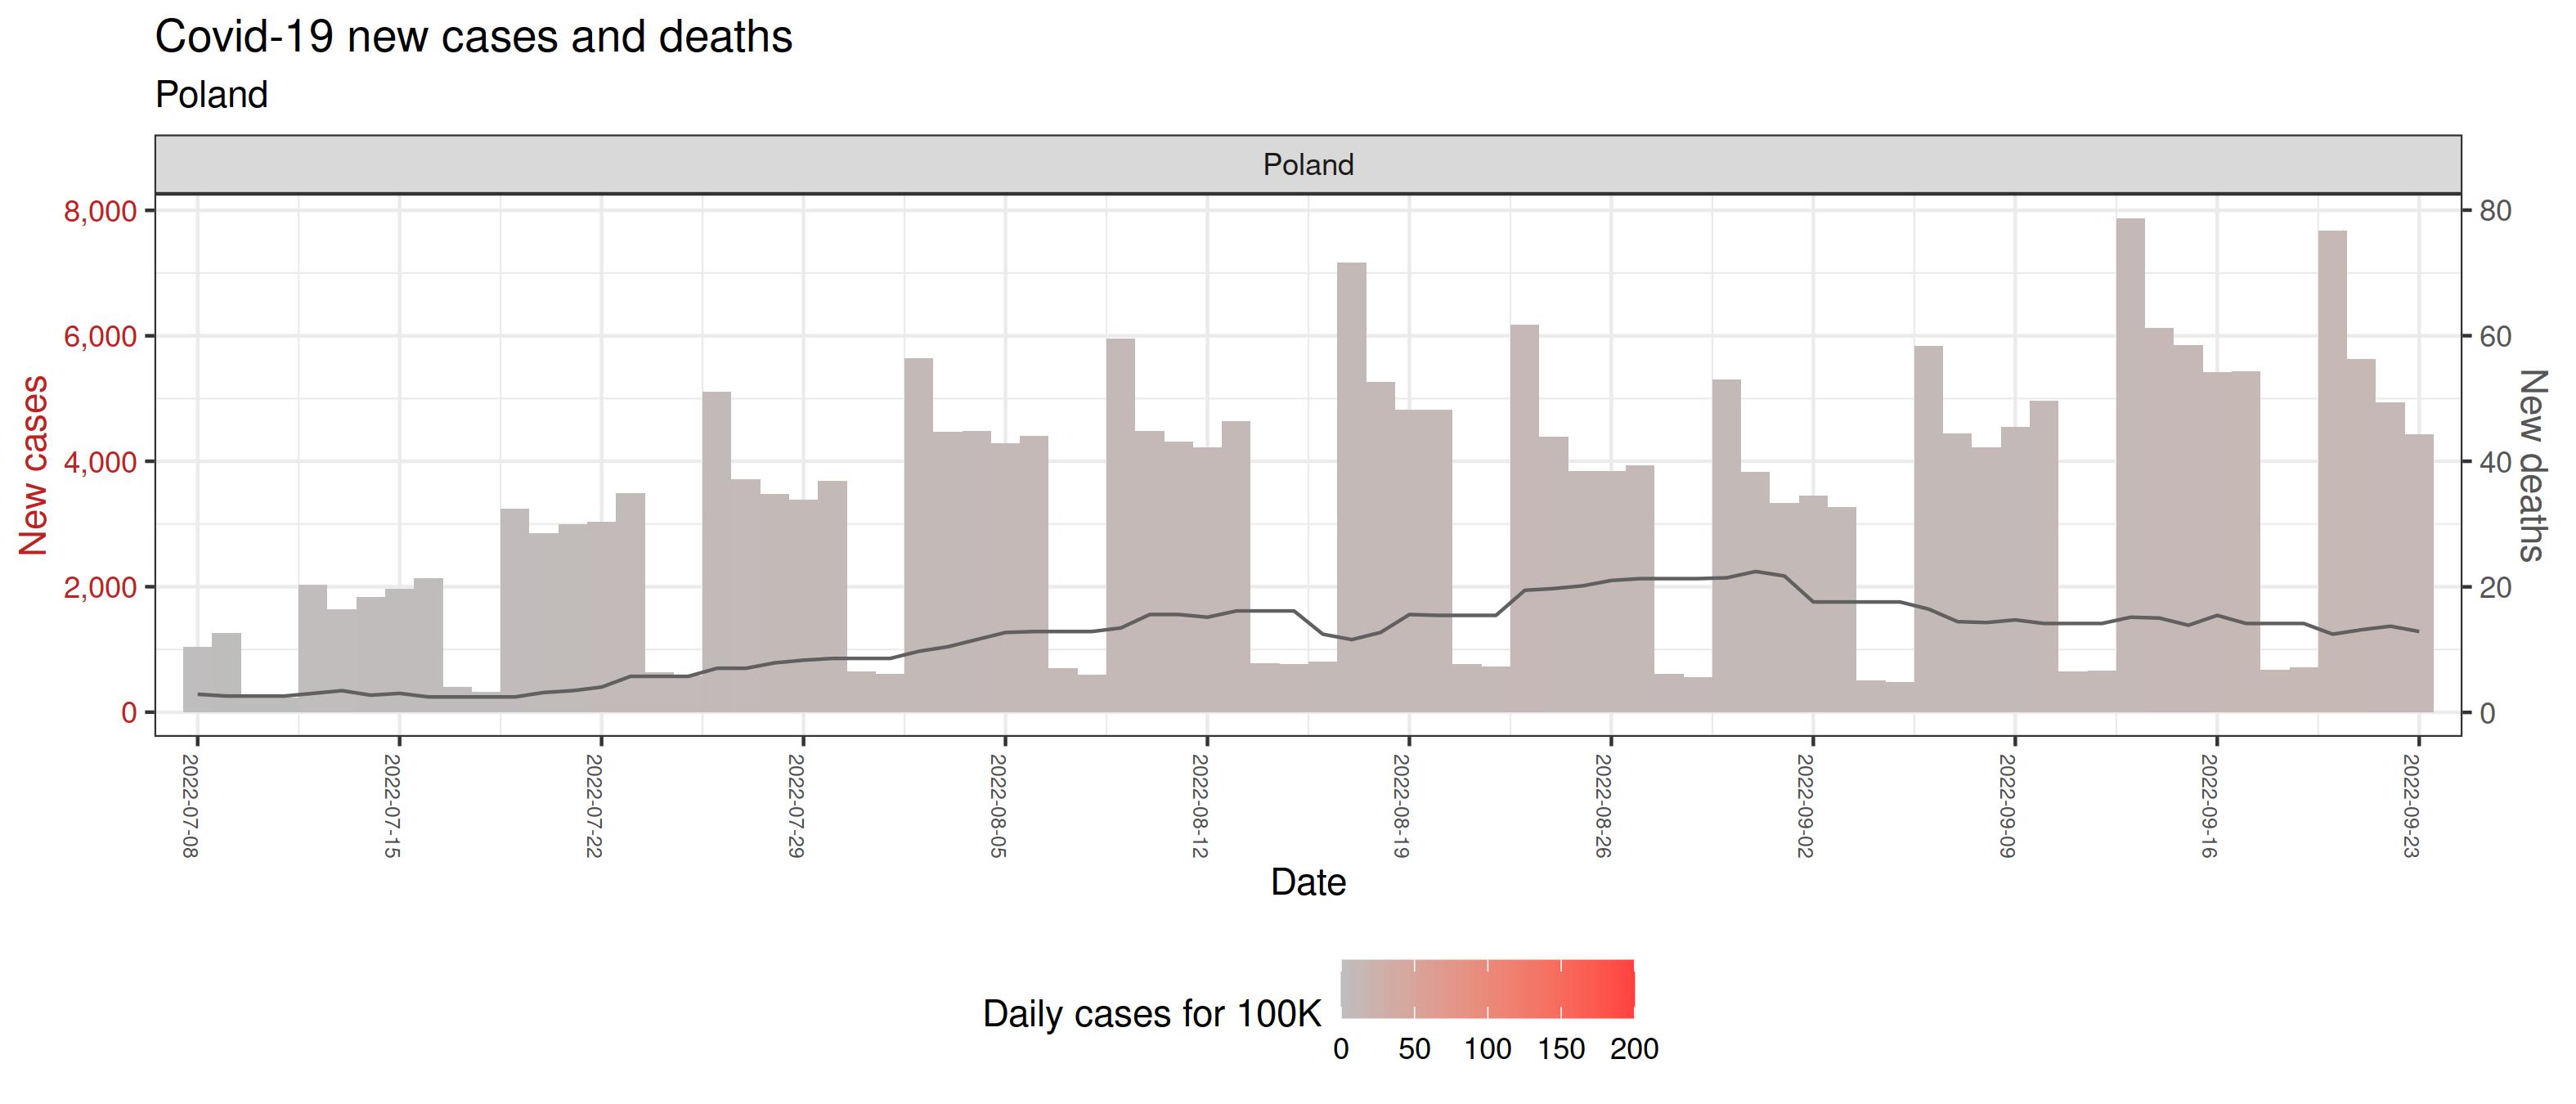 Covid-19 new cases and deaths
Poland
Poland
New cases
8,000
6,000
4,000
2,000
0
80
60
40
20
0
New deaths
2022-07-08
2022-07-15
2022-07-22
2022-07-29
2022-08-05
2022-08-12
2022-08-19
2022-08-26
2022-09-02
2022-09-09
2022-09-16
2022-09-23
Date
Daily cases for 100K
0 50 100 150 200